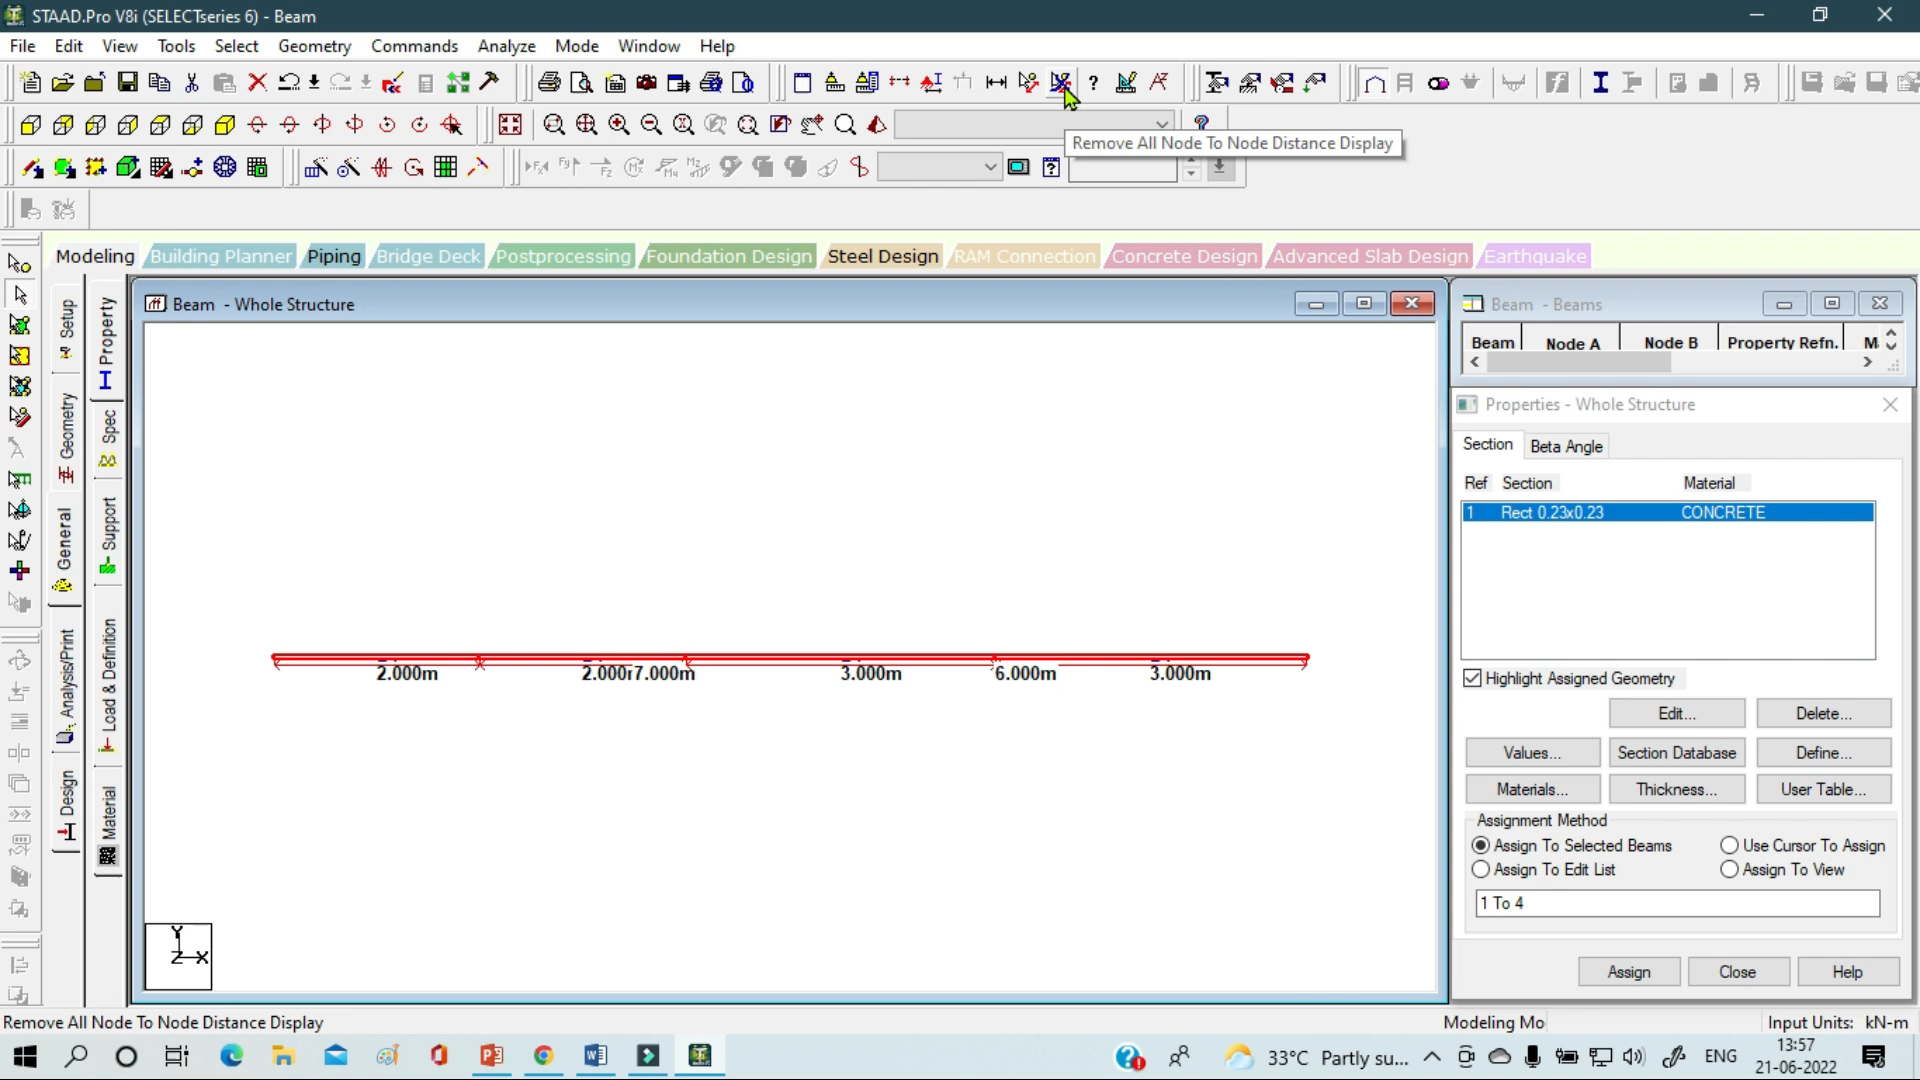 STAAD.Pro V8i (SELECTseries 6) - Beam
File Edit View Tools Select Geometry Commands Analyze Mode Window Help
Remove All Node To Node Distance Display
Modeling Building Planner Piping Bridge Deck Postprocessing Foundation Design Steel Design RAM Connection Concrete Design Advanced Slab Design Earthquake
Setup
Geometry
General
Analysis/Print
Design
Property
Spec
Support
Load & Definition
Material
Beam - Whole Structure
2.000m 2.000r7.000m 3.000m 6.000m 3.000m
Y
Z X
Beam - Beams
Beam Node A Node B Property Refn.
Properties - Whole Structure
Section Beta Angle
Ref Section Material
1 Rect 0.23x0.23 CONCRETE
Highlight Assigned Geometry
Edit... Delete...
Values... Section Database Define...
Materials... Thickness... User Table...
Assignment Method
Assign To Selected Beams Use Cursor To Assign
Assign To Edit List Assign To View
1 To 4
Assign Close Help
Remove All Node To Node Distance Display Modeling Mo Input Units: kN-m
33°C Partly su... ENG 13:57
21-06-2022